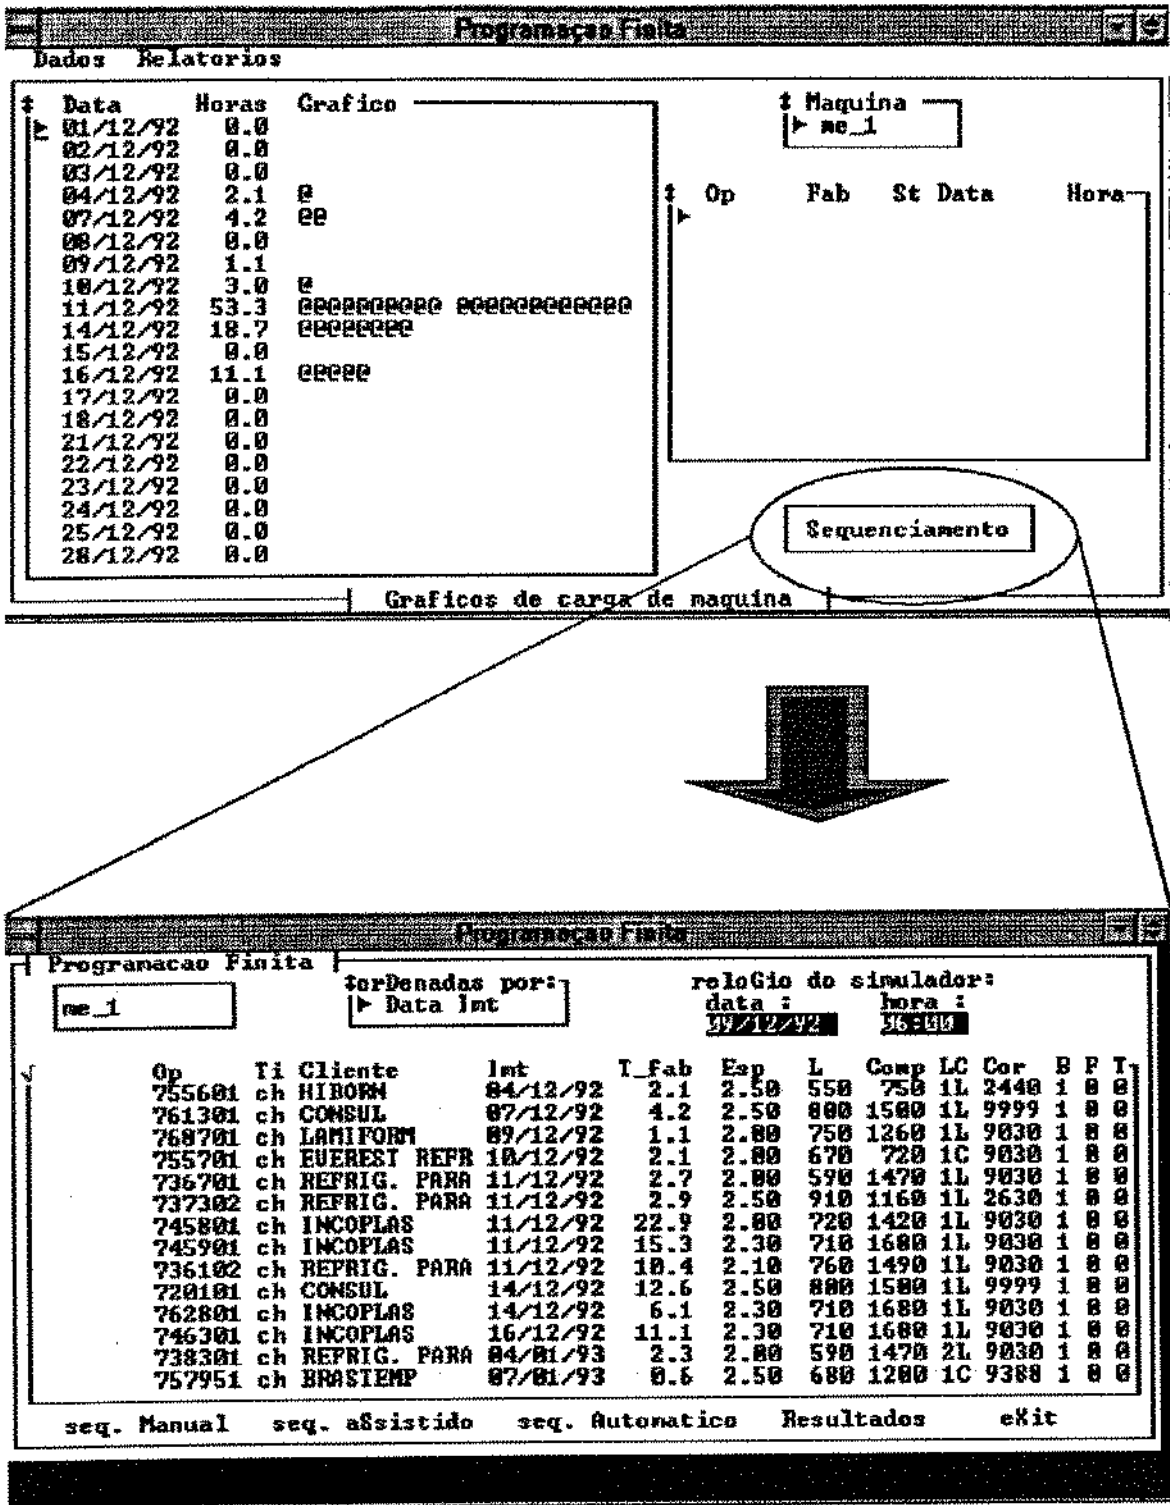 Programaçao Finita
Dados Relatorios
Data Horas Grafico
01/12/92 0.0
02/12/92 0.0
03/12/92 0.0
04/12/92 2.1 @
07/12/92 4.2 @@
08/12/92 0.0
09/12/92 1.1
10/12/92 3.0 @
11/12/92 53.3 @@@@@@@@@@ @@@@@@@@@@@@
14/12/92 18.7 @@@@@@@@
15/12/92 0.0
16/12/92 11.1 @@@@@
17/12/92 0.0
18/12/92 0.0
21/12/92 0.0
22/12/92 0.0
23/12/92 0.0
24/12/92 0.0
25/12/92 0.0
28/12/92 0.0
Maquina
me_1
Op Fab St Data Hora
Sequenciamento
Graficos de carga de maquina
Programaçao Finita
Programacao Finita
me_1
orDenadas por:
Data Imt
reloGio do simulador:
data : hora :
09/12/92 06:00
Op Ti Cliente Imt T_Fab Esp L Comp LC Cor B F T
755601 ch HIBORM 04/12/92 2.1 2.50 550 750 1L 2440 1 0 0
761301 ch CONSUL 07/12/92 4.2 2.50 800 1500 1L 9999 1 0 0
768701 ch LAMIFORM 09/12/92 1.1 2.80 750 1260 1L 9030 1 0 0
755701 ch EVEREST REFR 10/12/92 2.1 2.80 670 720 1C 9030 1 0 0
736701 ch REFRIG. PARA 11/12/92 2.7 2.80 590 1470 1L 9030 1 0 0
737302 ch REFRIG. PARA 11/12/92 2.9 2.50 910 1160 1L 2630 1 0 0
745801 ch INCOPLAS 11/12/92 22.9 2.80 720 1420 1L 9030 1 0 0
745901 ch INCOPLAS 11/12/92 15.3 2.30 710 1680 1L 9030 1 0 0
736102 ch REFRIG. PARA 11/12/92 10.4 2.10 760 1490 1L 9030 1 0 0
720101 ch CONSUL 14/12/92 12.6 2.50 800 1500 1L 9999 1 0 0
762801 ch INCOPLAS 14/12/92 6.1 2.30 710 1680 1L 9030 1 0 0
746301 ch INCOPLAS 16/12/92 11.1 2.30 710 1680 1L 9030 1 0 0
738301 ch REFRIG. PARA 04/01/93 2.3 2.80 590 1470 2L 9030 1 0 0
757951 ch BRASTEMP 07/01/93 0.6 2.50 680 1200 1C 9388 1 0 0
seq. Manual seq. aSsistido seq. Automatico Resultados eXit